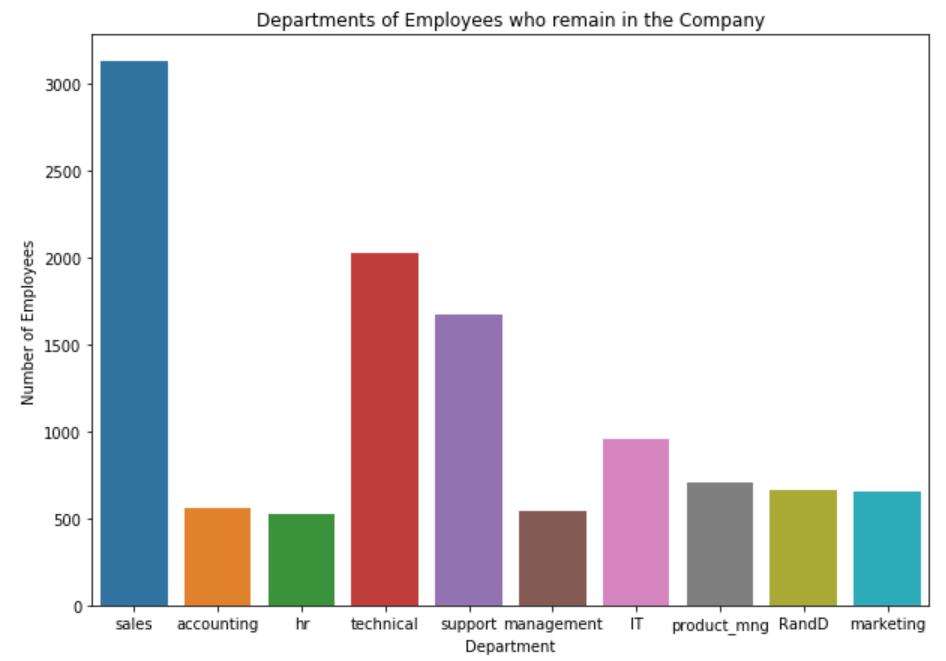 Departments of Employees who remain in the Company
Number of Employees
3000
2500
2000
1500
1000
500
0
sales accounting hr technical support management IT product_mng RandD marketing
Department